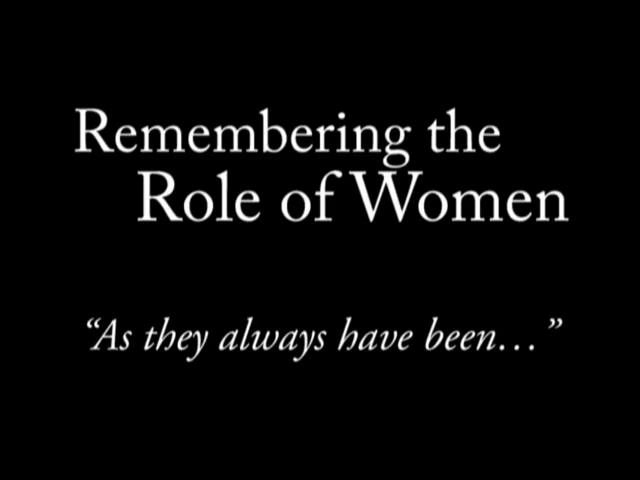 Remembering the
Role of Women
“As they always have been...”